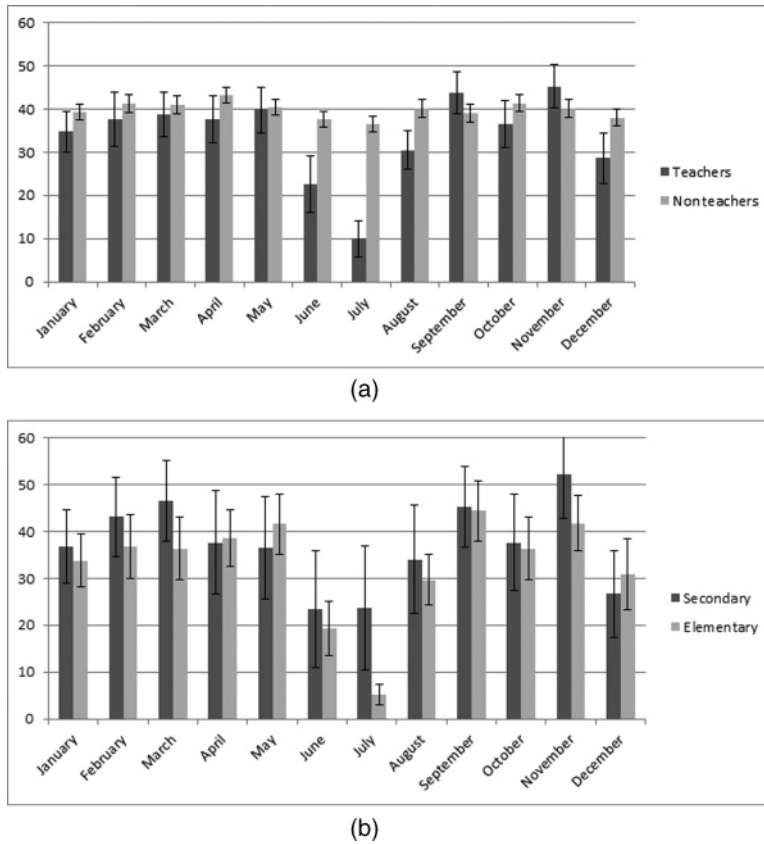 60
50
40
30
20
10
0
January
February
March
April
May
June
July
August
September
October
November
December
Teachers
Nonteachers
(a)
60
50
40
30
20
10
0
January
February
March
April
May
June
July
August
September
October
November
December
Secondary
Elementary
(b)